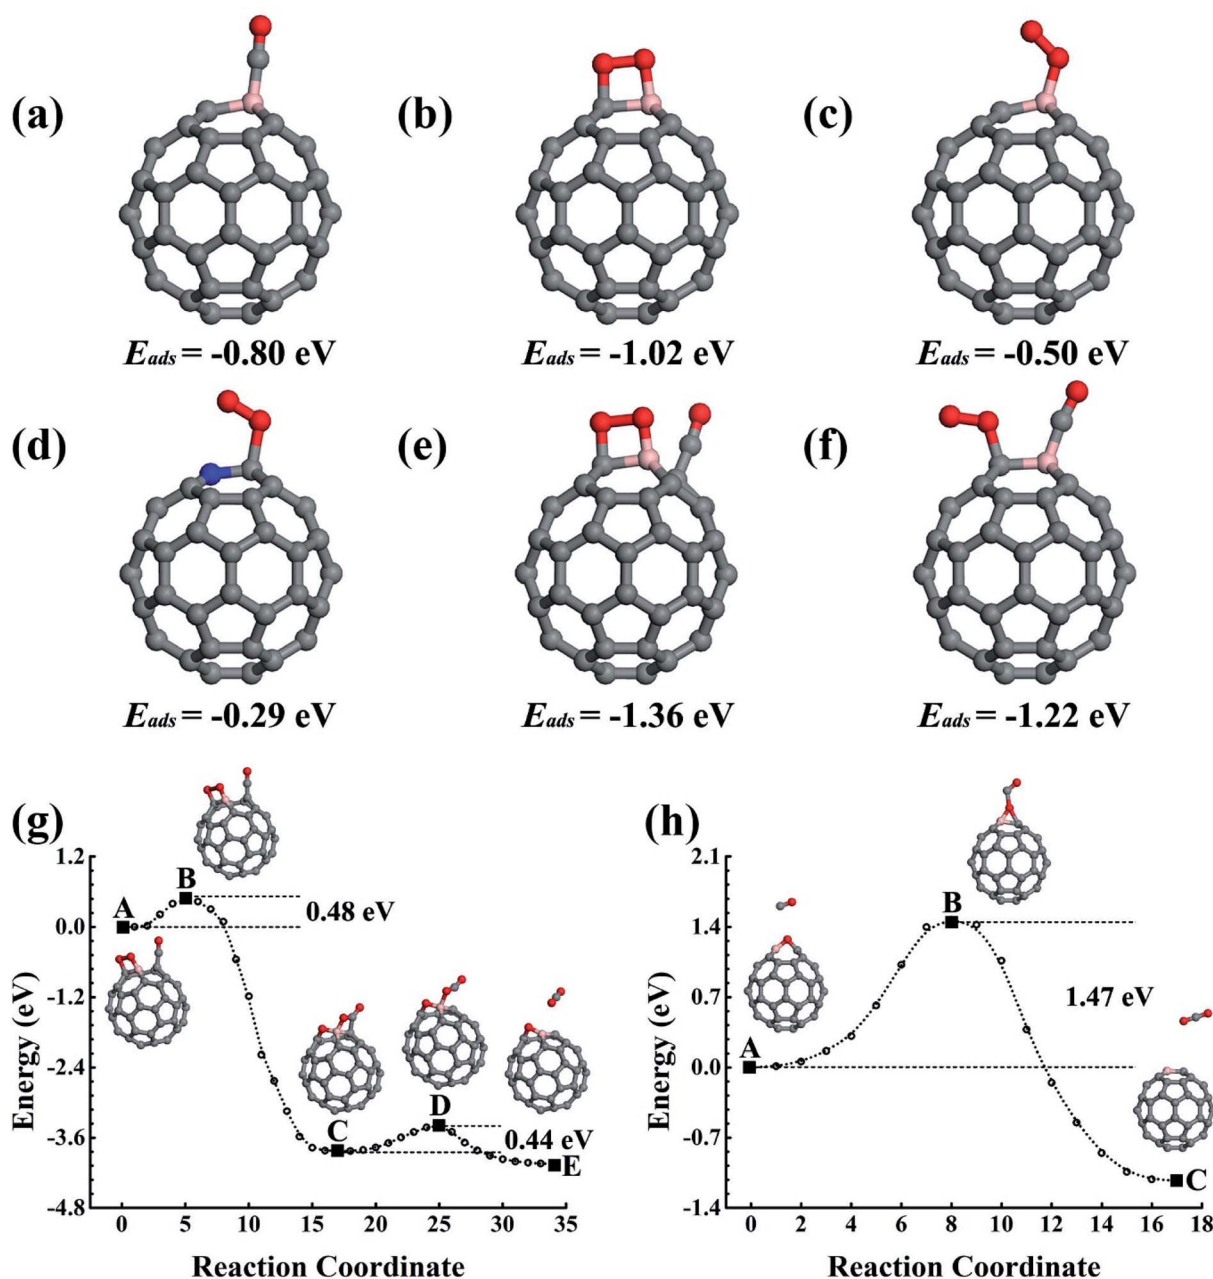 (a)
(b)
(c)
Eads = -0.80 eV
Eads = -1.02 eV
Eads = -0.50 eV
(d)
(e)
(f)
Eads = -0.29 eV
Eads = -1.36 eV
Eads = -1.22 eV
(g)
1.2
0.0
-1.2
-2.4
-3.6
-4.8
Energy (eV)
A
B
0.48 eV
C
D
0.44 eV
E
0 5 10 15 20 25 30 35
Reaction Coordinate
(h)
2.1
1.4
0.7
0.0
-0.7
-1.4
Energy (eV)
A
B
1.47 eV
C
0 2 4 6 8 10 12 14 16 18
Reaction Coordinate